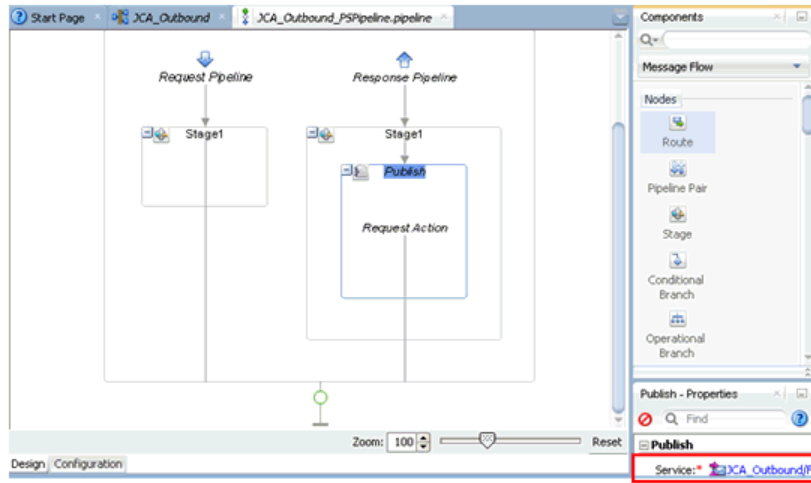 Start Page
JCA_Outbound
JCA_Outbound_PSPipeline.pipeline
Request Pipeline
Response Pipeline
Stage1
Stage1
Publish
Request Action
Zoom: 100
Reset
Design
Configuration
Components
Message Flow
Nodes
Route
Pipeline Pair
Stage
Conditional
Branch
Operational
Branch
Publish - Properties
Find
Publish
Service:* JCA_Outbound/